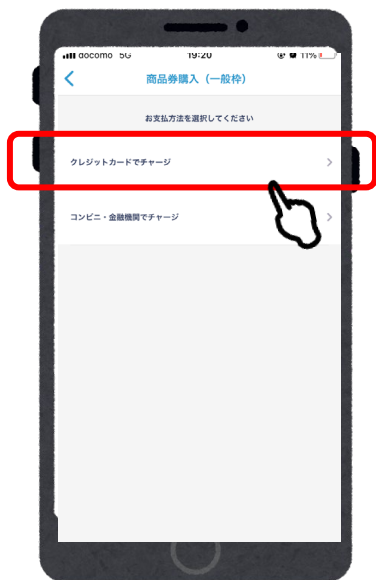 docomo 5G 19:20 11%
商品券購入（一般枠）
お支払方法を選択してください
クレジットカードでチャージ
コンビニ・金融機関でチャージ